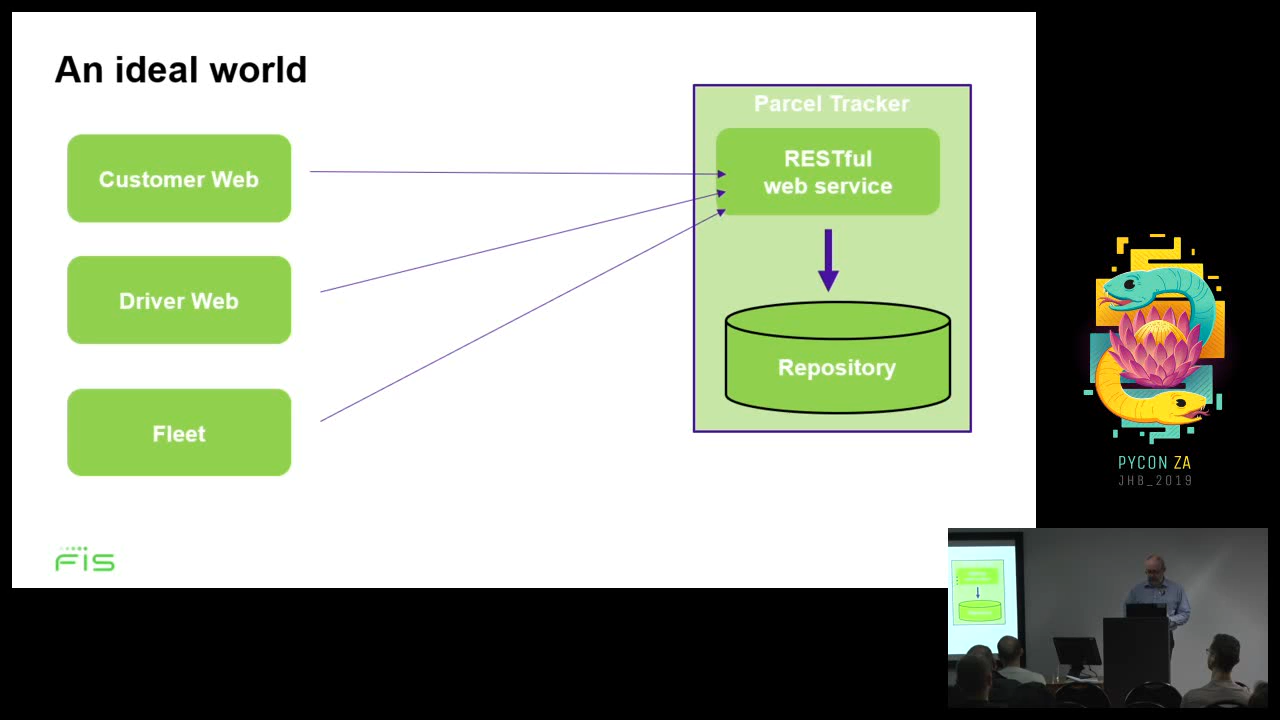 An ideal world
Customer Web
Driver Web
Fleet
Parcel Tracker
RESTful
web service
Repository
FIS
PYCON ZA
JHB_2019